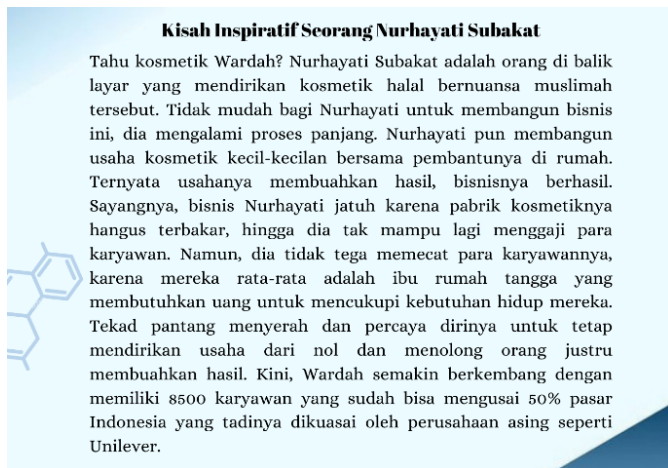 Kisah Inspiratif Seorang Nurhayati Subakat
Tahu kosmetik Wardah? Nurhayati Subakat adalah orang di balik
layar yang mendirikan kosmetik halal bernuansa muslimah
tersebut. Tidak mudah bagi Nurhayati untuk membangun bisnis
ini, dia mengalami proses panjang. Nurhayati pun membangun
usaha kosmetik kecil-kecilan bersama pembantunya di rumah.
Ternyata usahanya membuahkan hasil, bisnisnya berhasil.
Sayangnya, bisnis Nurhayati jatuh karena pabrik kosmetiknya
hangus terbakar, hingga dia tak mampu lagi menggaji para
karyawan. Namun, dia tidak tega memecat para karyawannya,
karena mereka rata-rata adalah ibu rumah tangga yang
membutuhkan uang untuk mencukupi kebutuhan hidup mereka.
Tekad pantang menyerah dan percaya dirinya untuk tetap
mendirikan usaha dari nol dan menolong orang justru
membuahkan hasil. Kini, Wardah semakin berkembang dengan
memiliki 8500 karyawan yang sudah bisa mengusai 50% pasar
Indonesia yang tadinya dikuasai oleh perusahaan asing seperti
Unilever.